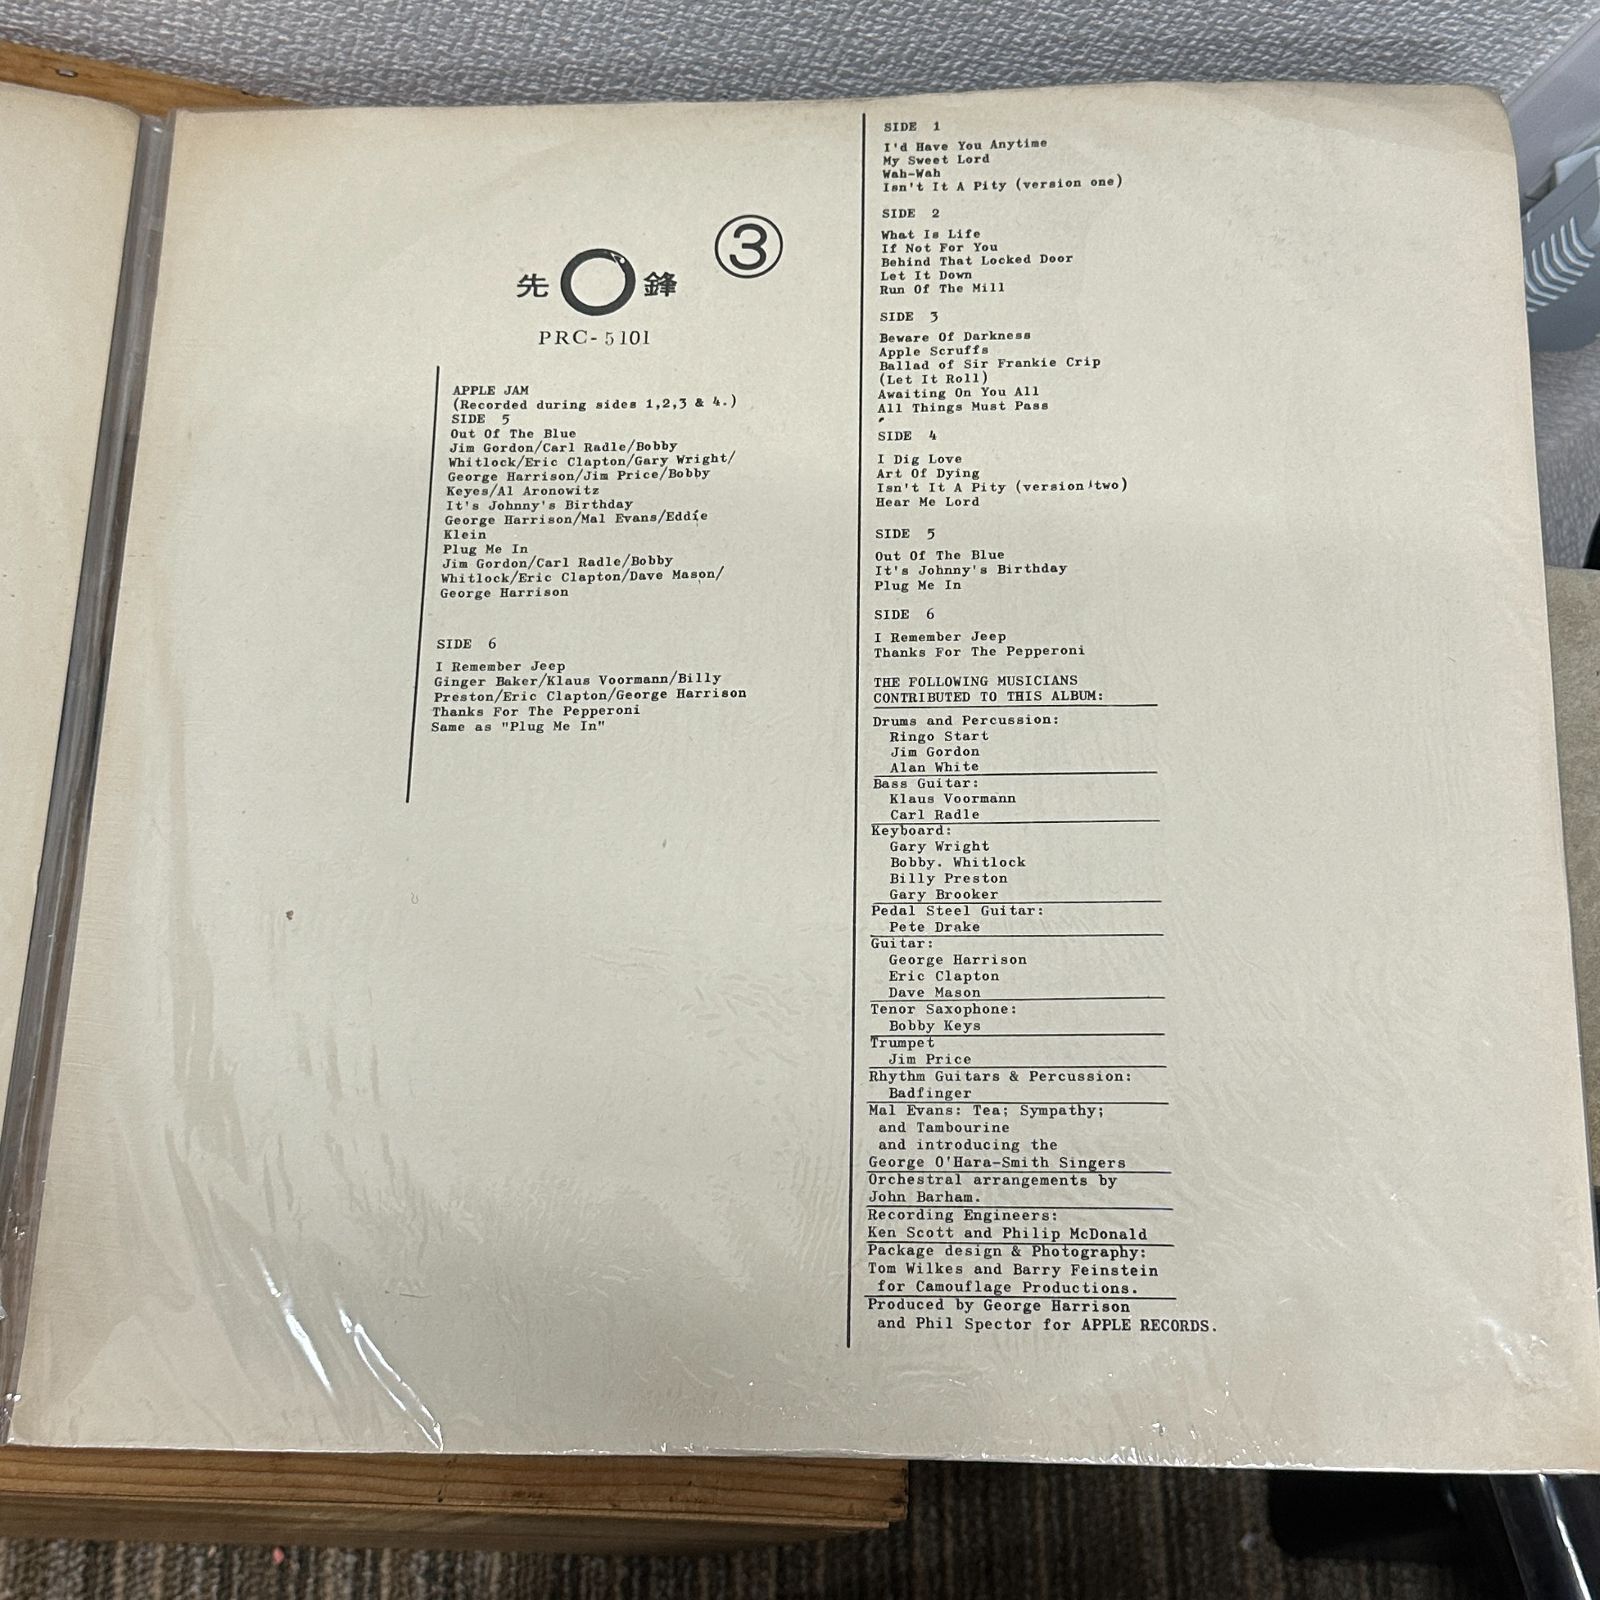 ③
先 鋒
PRC-5101
APPLE JAM
(Recorded during sides 1,2,3 & 4.)
SIDE 5
Out Of The Blue
Jim Gordon/Carl Radle/Bobby
Whitlock/Eric Clapton/Gary Wright/
George Harrison/Jim Price/Bobby
Keyes/Al Aronowitz
It's Johnny's Birthday
George Harrison/Mal Evans/Eddie
Klein
Plug Me In
Jim Gordon/Carl Radle/Bobby
Whitlock/Eric Clapton/Dave Mason/
George Harrison
SIDE 6
I Remember Jeep
Ginger Baker/Klaus Voormann/Billy
Preston/Eric Clapton/George Harrison
Thanks For The Pepperoni
Same as "Plug Me In"
SIDE 1
I'd Have You Anytime
My Sweet Lord
Wah-Wah
Isn't It A Pity (version one)
SIDE 2
What Is Life
If Not For You
Behind That Locked Door
Let It Down
Run Of The Mill
SIDE 3
Beware Of Darkness
Apple Scruffs
Ballad of Sir Frankie Crip
(Let It Roll)
Awaiting On You All
All Things Must Pass
SIDE 4
I Dig Love
Art Of Dying
Isn't It A Pity (version two)
Hear Me Lord
SIDE 5
Out Of The Blue
It's Johnny's Birthday
Plug Me In
SIDE 6
I Remember Jeep
Thanks For The Pepperoni
THE FOLLOWING MUSICIANS
CONTRIBUTED TO THIS ALBUM:
Drums and Percussion:
Ringo Start
Jim Gordon
Alan White
Bass Guitar:
Klaus Voormann
Carl Radle
Keyboard:
Gary Wright
Bobby. Whitlock
Billy Preston
Gary Brooker
Pedal Steel Guitar:
Pete Drake
Guitar:
George Harrison
Eric Clapton
Dave Mason
Tenor Saxophone:
Bobby Keys
Trumpet
Jim Price
Rhythm Guitars & Percussion:
Badfinger
Mal Evans: Tea; Sympathy;
and Tambourine
and introducing the
George O'Hara-Smith Singers
Orchestral arrangements by
John Barham.
Recording Engineers:
Ken Scott and Philip McDonald
Package design & Photography:
Tom Wilkes and Barry Feinstein
for Camouflage Productions.
Produced by George Harrison
and Phil Spector for APPLE RECORDS.